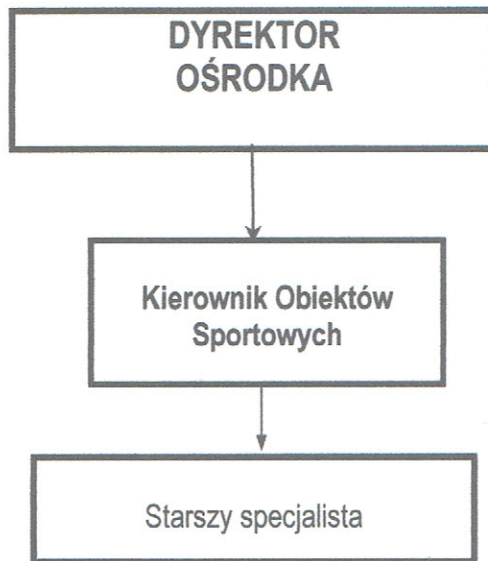 DYREKTOR
OŚRODKA
Kierownik Obiektów
Sportowych
Starszy specjalista